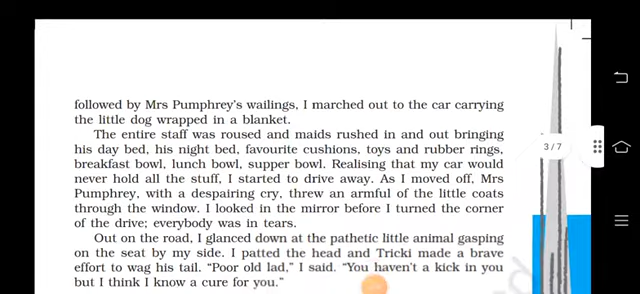 followed by Mrs Pumphrey's wailings, I marched out to the car carrying
the little dog wrapped in a blanket.
The entire staff was roused and maids rushed in and out bringing
his day bed, his night bed, favourite cushions, toys and rubber rings,
breakfast bowl, lunch bowl, supper bowl. Realising that my car would
never hold all the stuff, I started to drive away. As I moved off, Mrs
Pumphrey, with a despairing cry, threw an armful of the little coats
through the window. I looked in the mirror before I turned the corner
of the drive; everybody was in tears.
Out on the road, I glanced down at the pathetic little animal gasping
on the seat by my side. I patted the head and Tricki made a brave
effort to wag his tail. “Poor old lad,” I said. “You haven't a kick in you
but I think I know a cure for you.”
3/7